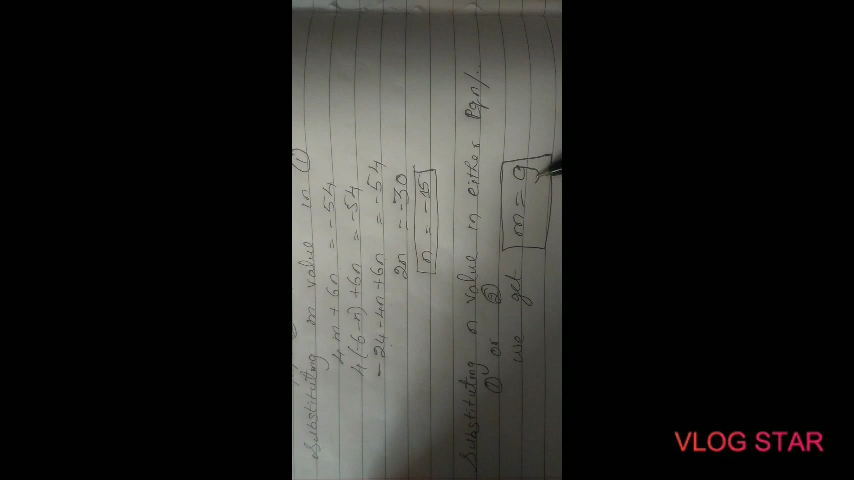 substituting m value in ①
4m + 6n = -54
4(-6-n) +6n = -54
-24-4n+6n = -54
2n = -30
n = -15
Substituting n value in either Eqn/..
① or ②
we get m = 9
VLOG STAR